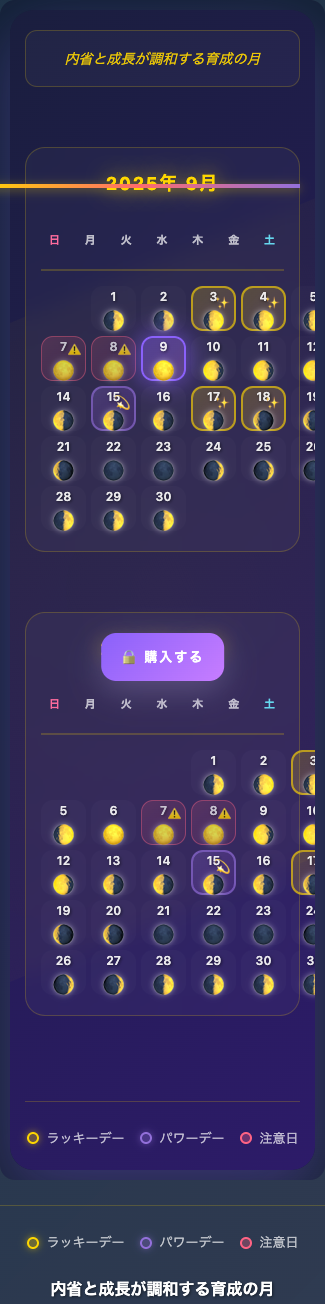 内省と成長が調和する育成の月
2025年 9月
日 月 火 水 木 金 土
1 2 3 4 5
7 8 9 10 11 12
14 15 16 17 18 19
21 22 23 24 25
28 29 30
購入する
日 月 火 水 木 金 土
1 2 3
5 6 7 8 9 10
12 13 14 15 16 17
19 20 21 22 23
26 27 28 29 30
ラッキーデー パワーデー 注意日
ラッキーデー パワーデー 注意日
内省と成長が調和する育成の月